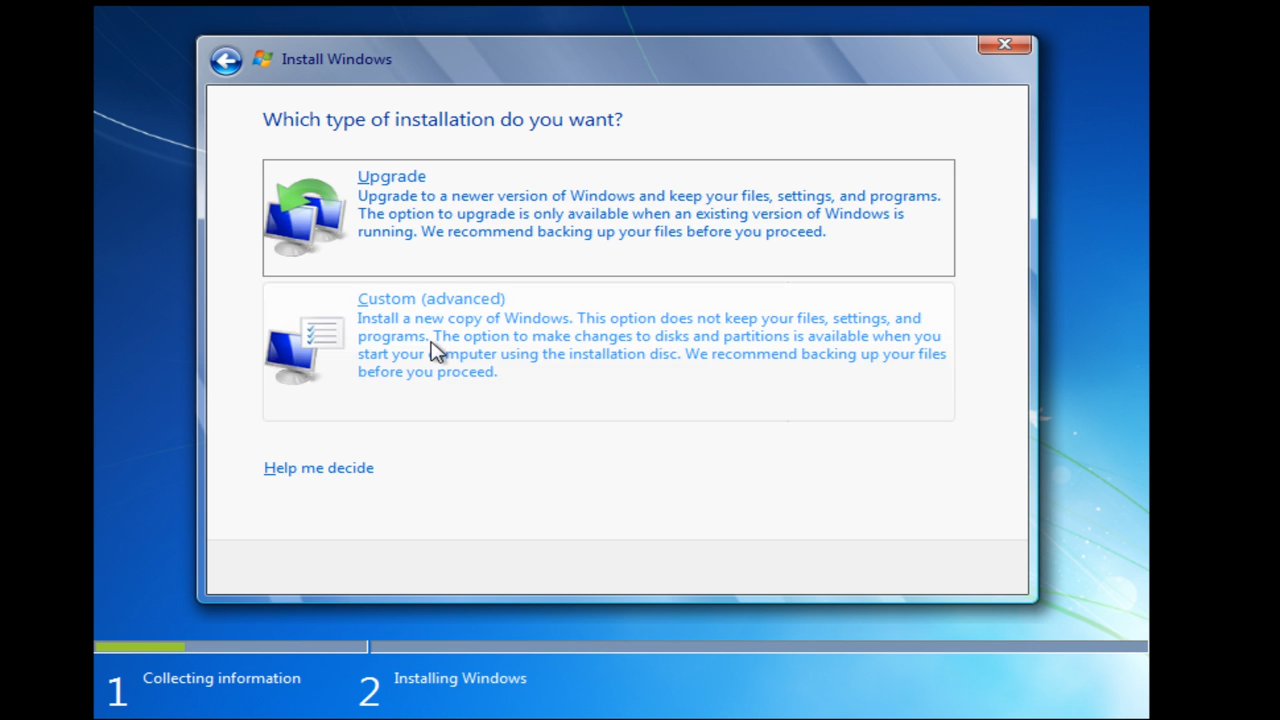 Install Windows
Which type of installation do you want?
Upgrade
Upgrade to a newer version of Windows and keep your files, settings, and programs.
The option to upgrade is only available when an existing version of Windows is
running. We recommend backing up your files before you proceed.
Custom (advanced)
Install a new copy of Windows. This option does not keep your files, settings, and
programs. The option to make changes to disks and partitions is available when you
start your computer using the installation disc. We recommend backing up your files
before you proceed.
Help me decide
1 Collecting information
2 Installing Windows